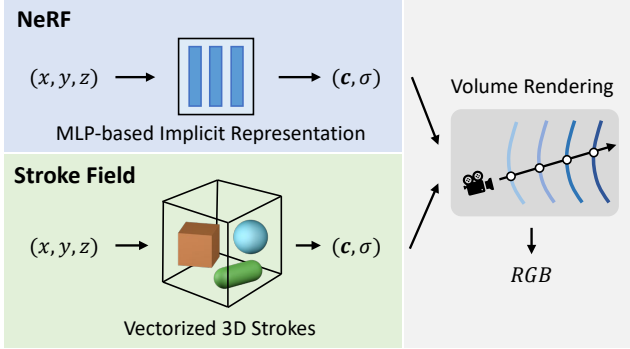 NeRF
(x, y, z)
(c, σ)
MLP-based Implicit Representation
Stroke Field
(x, y, z)
(c, σ)
Vectorized 3D Strokes
Volume Rendering
RGB